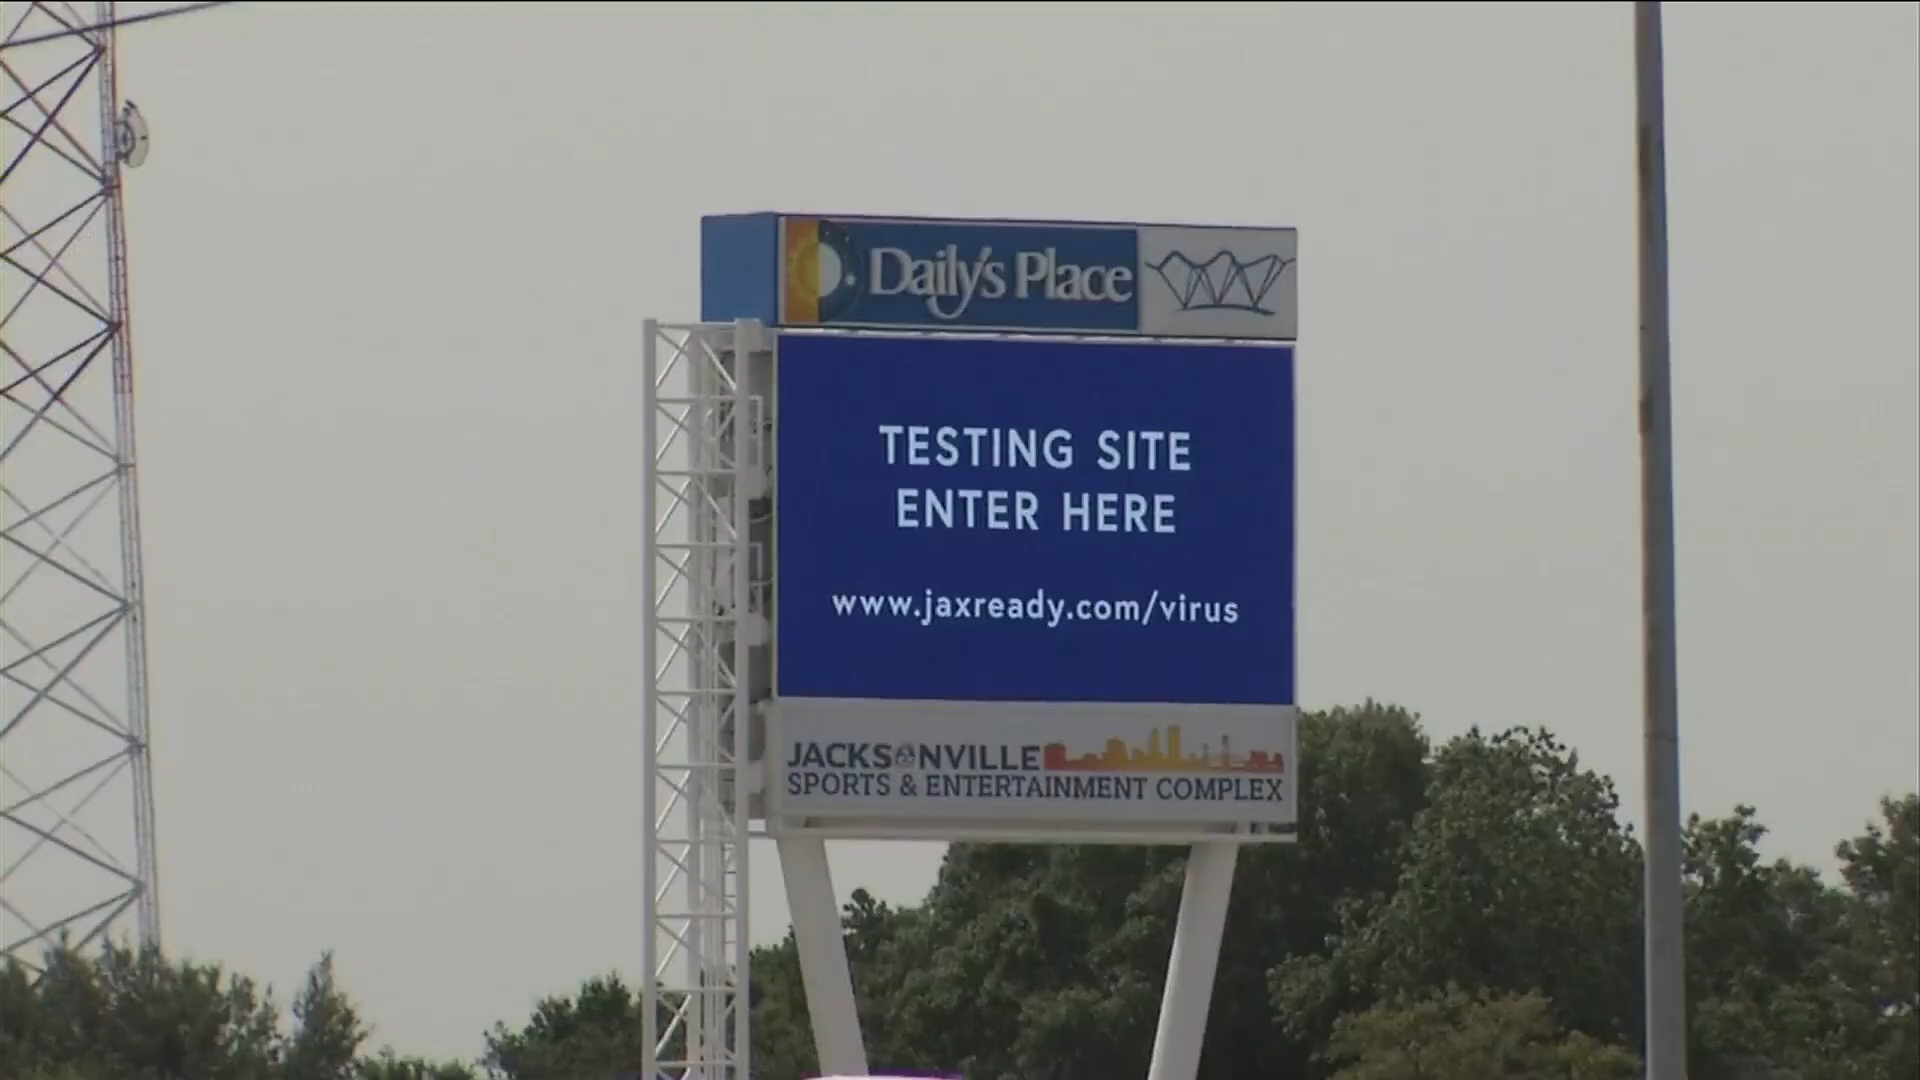 Daily's Place
TESTING SITE
ENTER HERE
www.jaxready.com/virus
JACKSONVILLE
SPORTS & ENTERTAINMENT COMPLEX